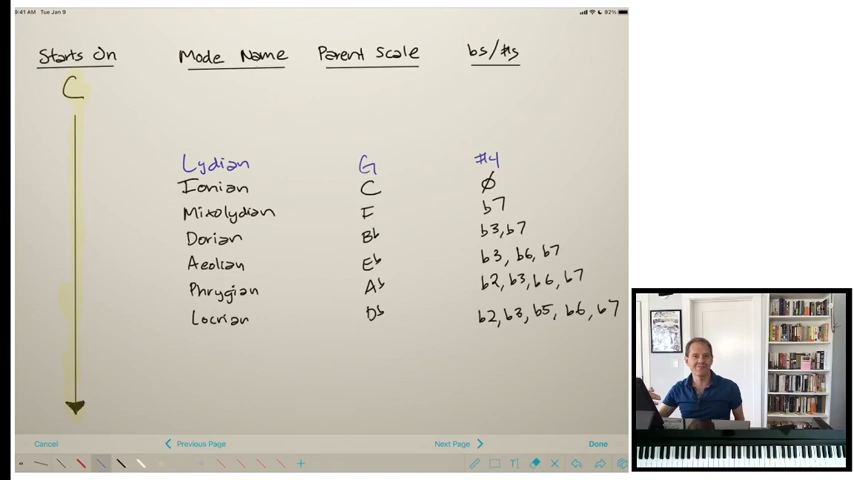 9:41 AM Tue Jan 9
92%
Starts On Mode Name Parent Scale bs/#s
C
Lydian G #4
Ionian C ∅
Mixolydian F b7
Dorian Bb b3, b7
Aeolian Eb b3, b6, b7
Phrygian Ab b2, b3, b6, b7
Locrian Db b2, b3, b5, b6, b7
Cancel Previous Page Next Page Done